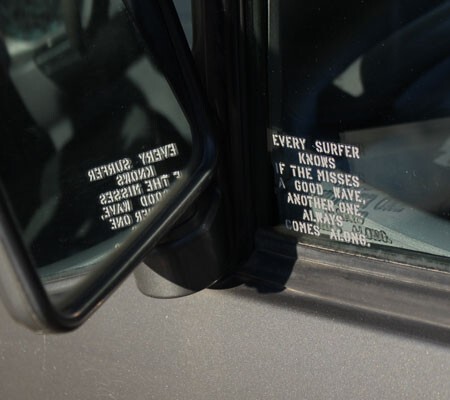 EVERY SURFER
KNOWS
IF THE MISSES
A GOOD WAVE,
ANOTHER ONE,
ALWAYS
COMES ALONG.